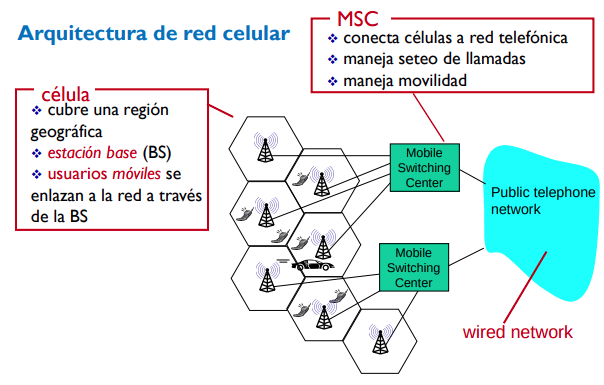 Arquitectura de red celular
MSC
❖ conecta células a red telefónica
❖ maneja seteo de llamadas
❖ maneja movilidad
célula
❖ cubre una región
geográfica
❖ estación base (BS)
❖ usuarios móviles se
enlazan a la red a través
de la BS
Mobile
Switching
Center
Public telephone
network
Mobile
Switching
Center
wired network